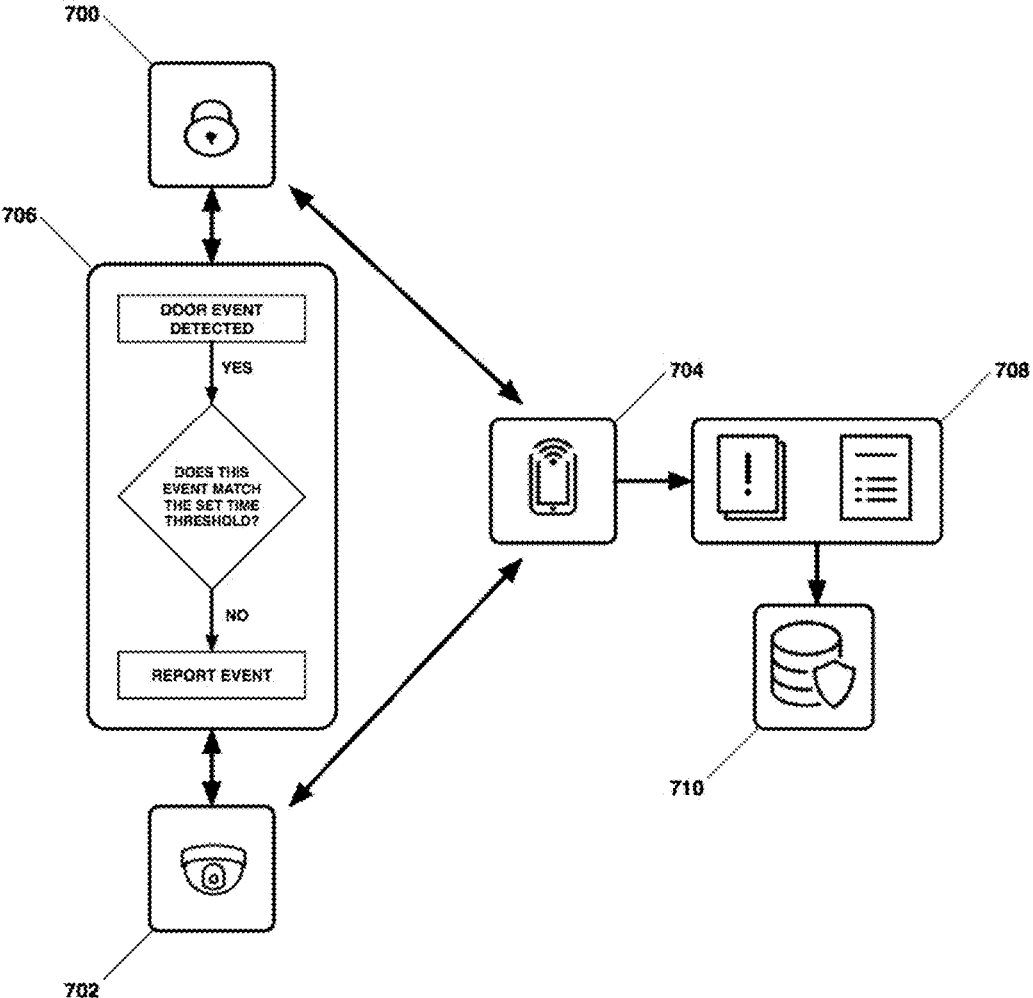 700
706
DOOR EVENT
DETECTED
YES
DOES THIS
EVENT MATCH
THE SET TIME
THRESHOLD?
NO
REPORT EVENT
704
708
710
702